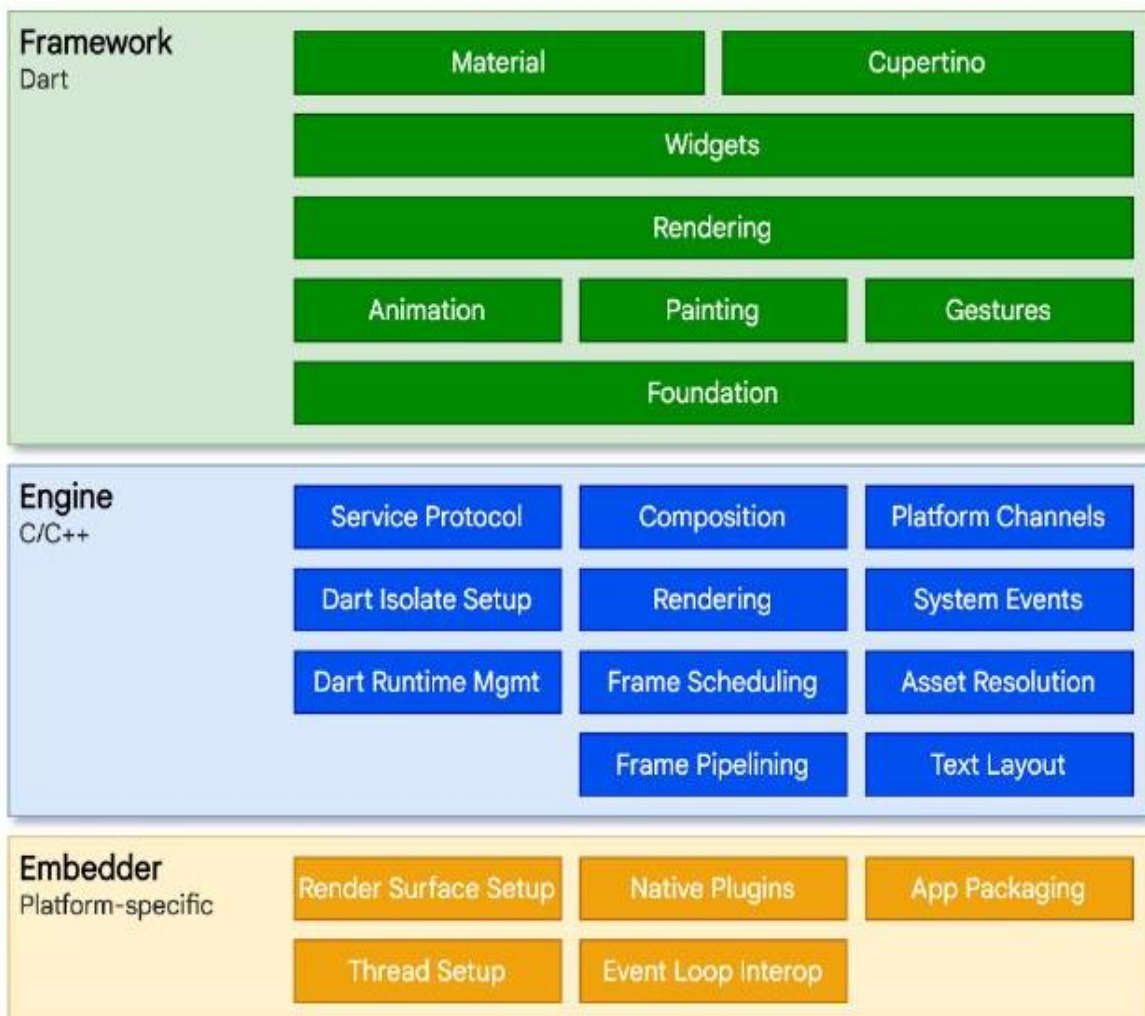 Framework
Dart
Material
Cupertino
Widgets
Rendering
Animation
Painting
Gestures
Foundation
Engine
C/C++
Service Protocol
Composition
Platform Channels
Dart Isolate Setup
Rendering
System Events
Dart Runtime Mgmt
Frame Scheduling
Asset Resolution
Frame Pipelining
Text Layout
Embedder
Platform-specific
Render Surface Setup
Native Plugins
App Packaging
Thread Setup
Event Loop Interop